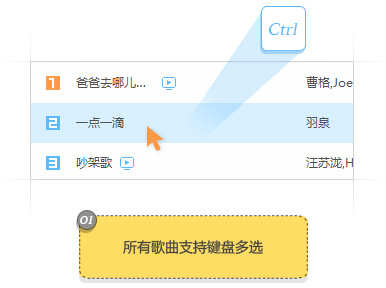 Ctrl
1 爸爸去哪儿... 曹格,Joe
2 一点一滴 羽泉
3 吵架歌 汪苏泷,H
01
所有歌曲支持键盘多选